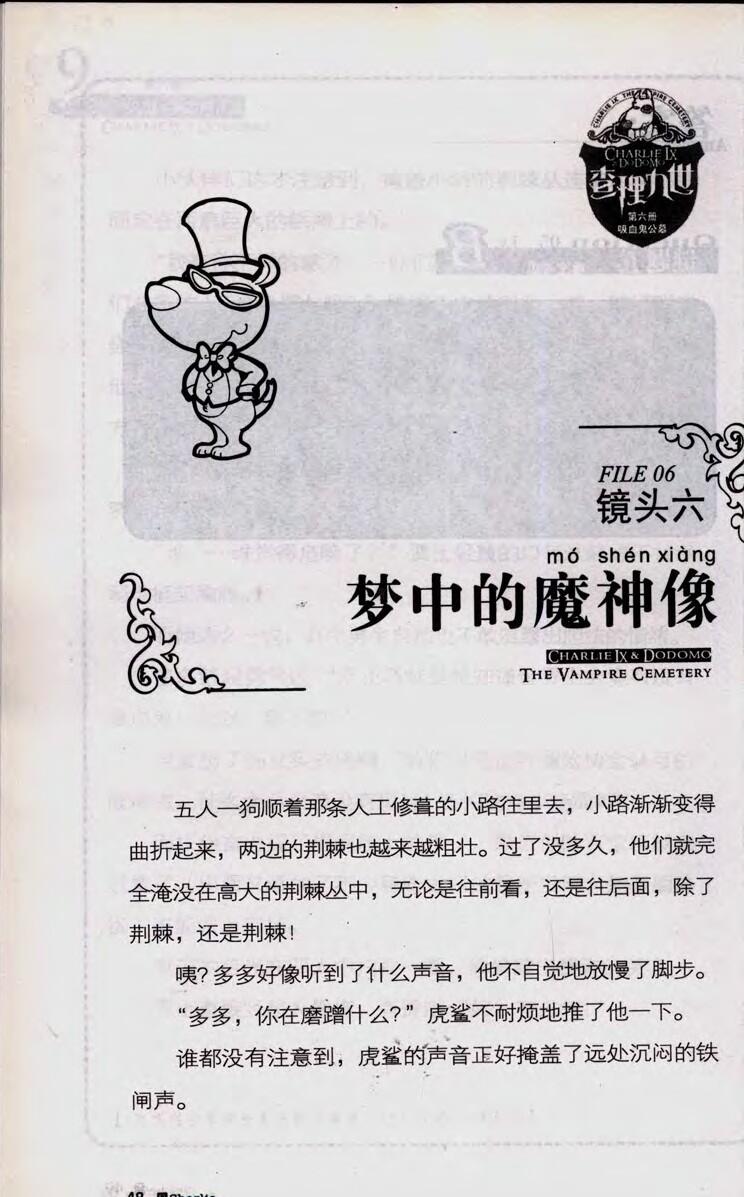 CHARLIE IX THE VAMPIRE CEMETERY
CHARLIE IX
& DODOMO
查理九世
第六册
吸血鬼公墓
FILE 06
镜头六
mó shén xiàng
梦中的魔神像
CHARLIE IX & DODOMO
THE VAMPIRE CEMETERY
五人一狗顺着那条人工修葺的小路往里去，小路渐渐变得
曲折起来，两边的荆棘也越来越粗壮。过了没多久，他们就完
全淹没在高大的荆棘丛中，无论是往前看，还是往后面，除了
荆棘，还是荆棘！
咦？多多好像听到了什么声音，他不自觉地放慢了脚步。
“多多，你在磨蹭什么？”虎鲨不耐烦地推了他一下。
谁都没有注意到，虎鲨的声音正好掩盖了远处沉闷的铁
闸声。